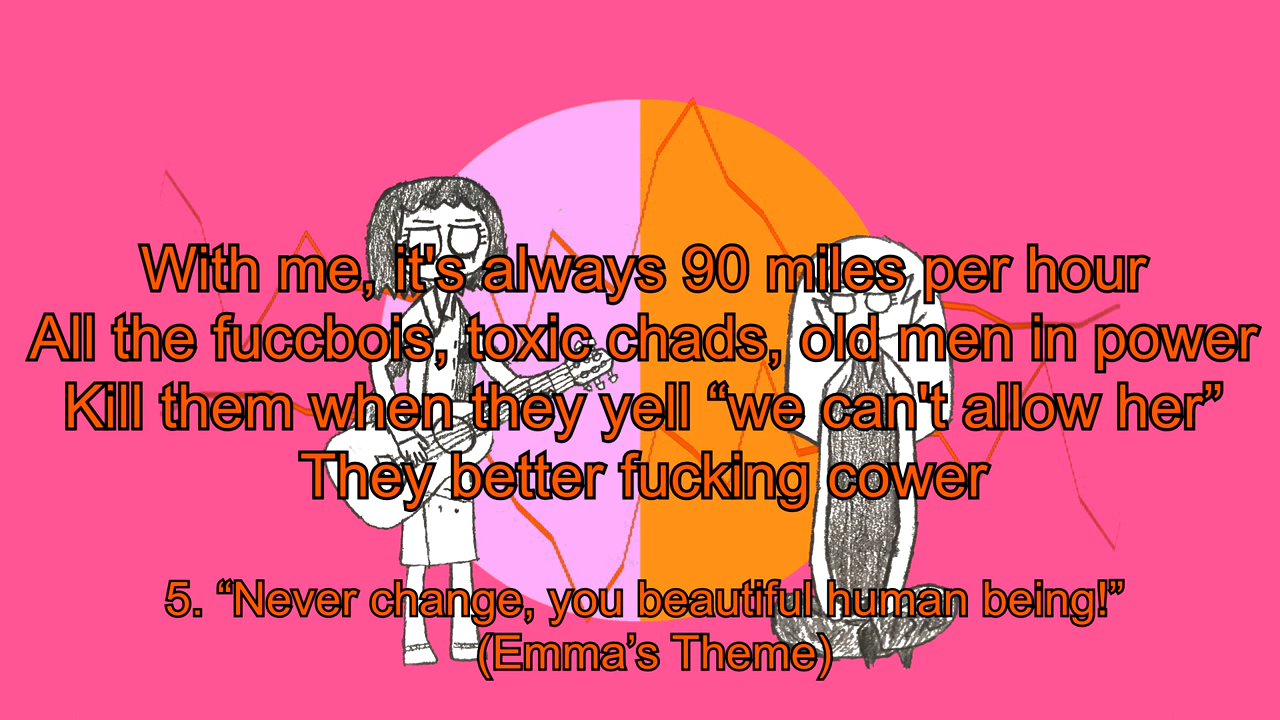 With me, it's always 90 miles per hour
All the fuccbois, toxic chads, old men in power
Kill them when they yell “we can't allow her”
They better fucking cower
5. “Never change, you beautiful human being!”
(Emma’s Theme)